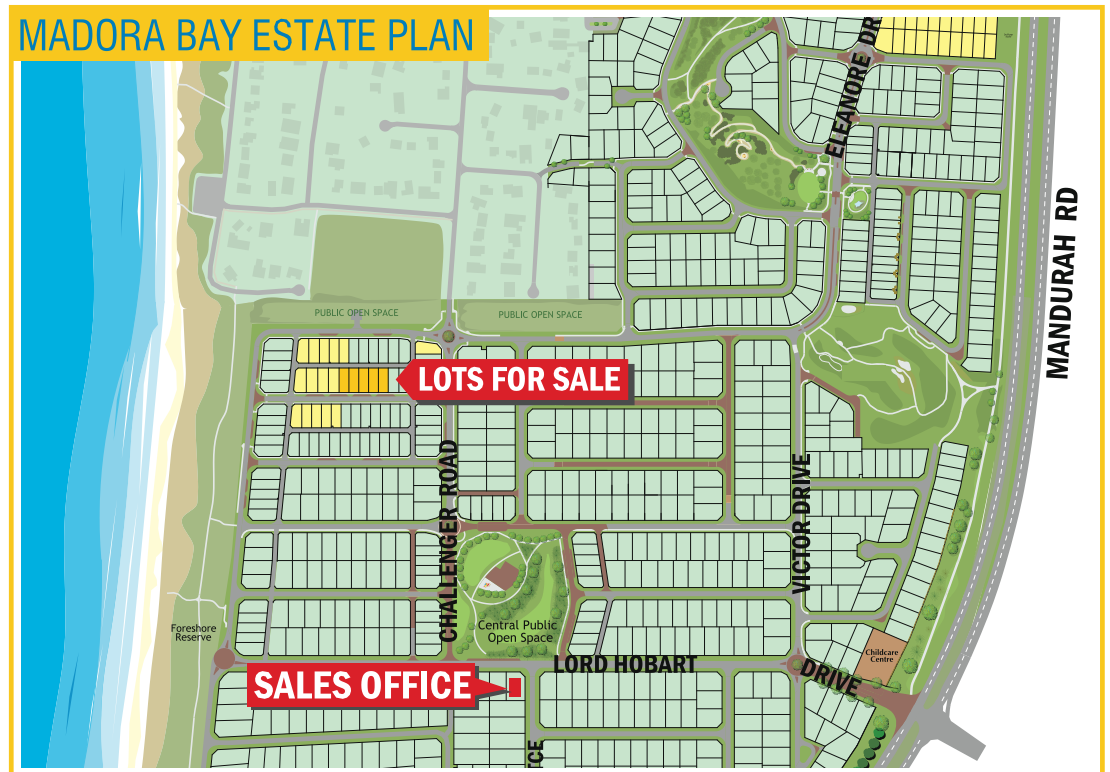 MADORA BAY ESTATE PLAN
ELEANORE DR
MANDURAH RD
PUBLIC OPEN SPACE
PUBLIC OPEN SPACE
LOTS FOR SALE
CHALLENGER ROAD
VICTOR DRIVE
Foreshore
Reserve
Central Public
Open Space
Childcare
Centre
LORD HOBART
DRIVE
SALES OFFICE